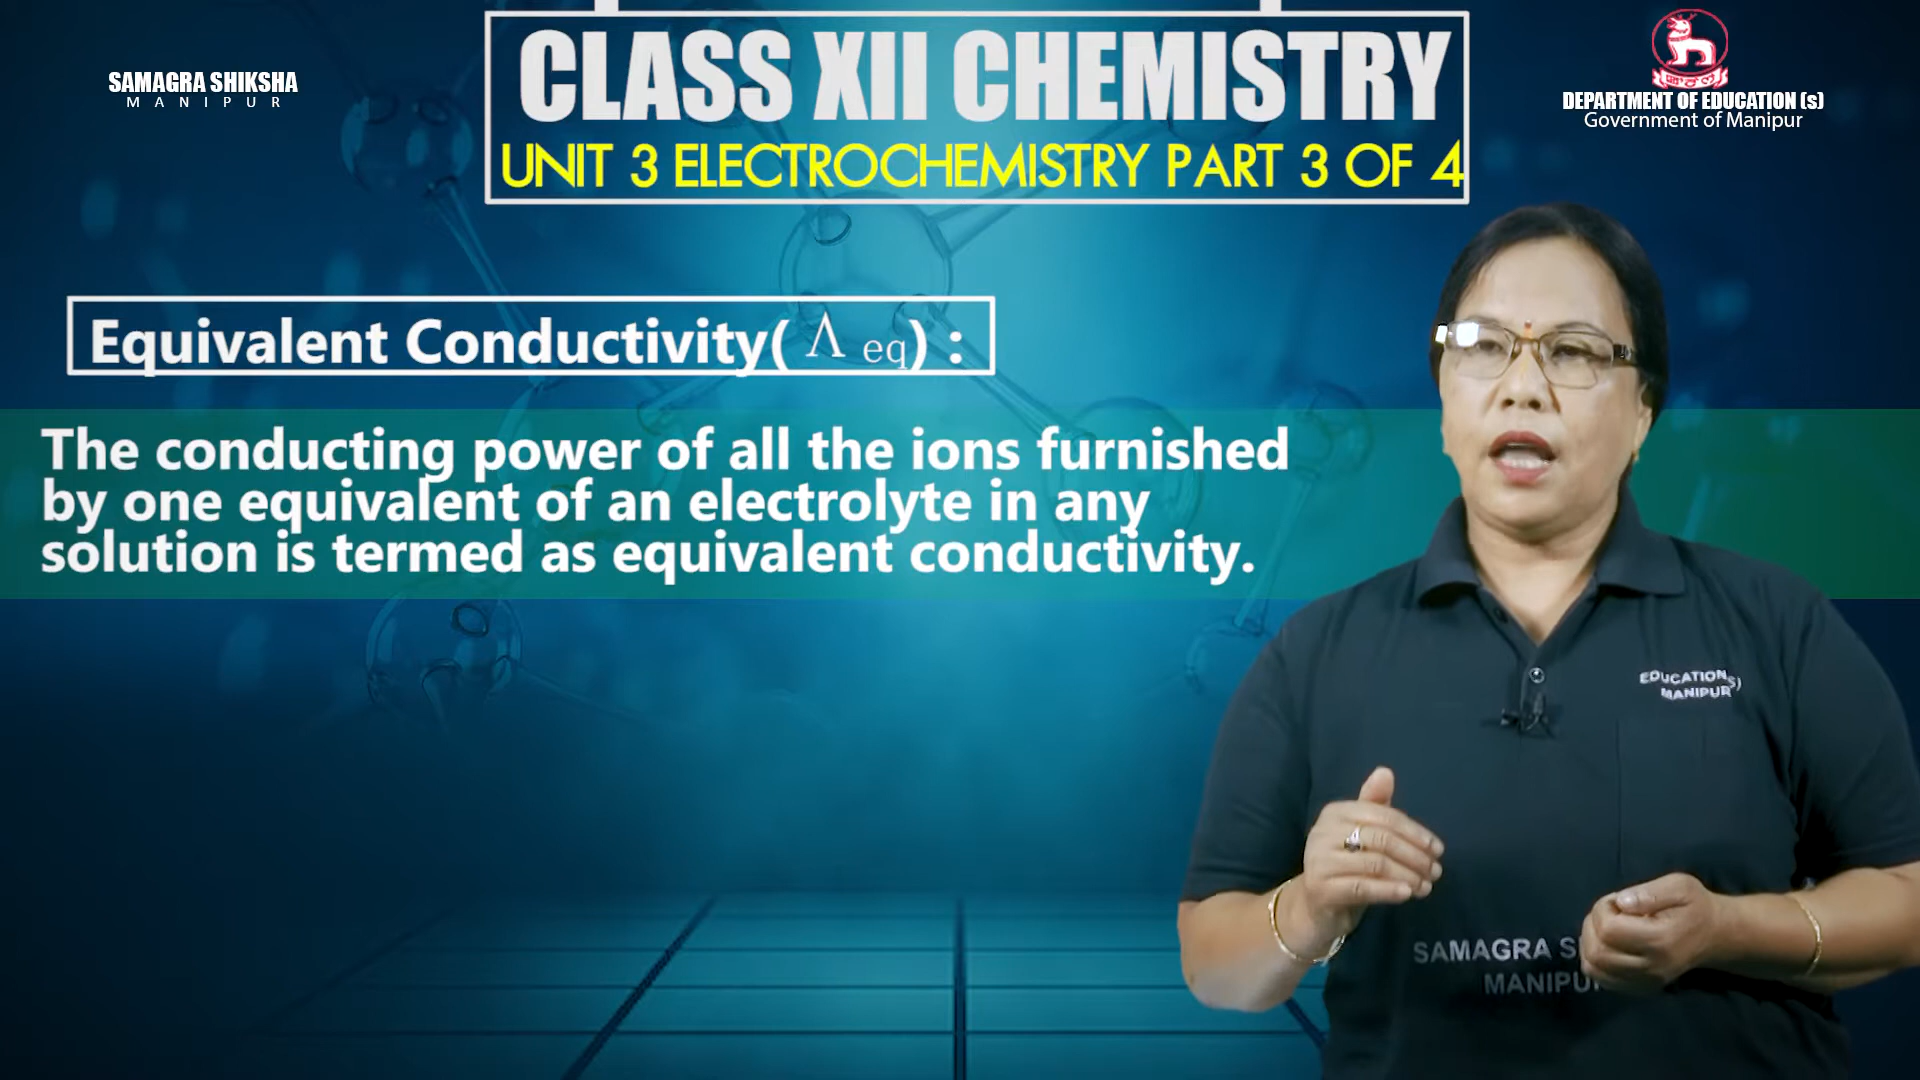 SAMAGRA SHIKSHA
MANIPUR
CLASS XII CHEMISTRY
UNIT 3 ELECTROCHEMISTRY PART 3 OF 4
DEPARTMENT OF EDUCATION (s)
Government of Manipur
Equivalent Conductivity( Λ eq) :
The conducting power of all the ions furnished
by one equivalent of an electrolyte in any
solution is termed as equivalent conductivity.
EDUCATION(S)
MANIPUR
SAMAGRA S
MANIPU